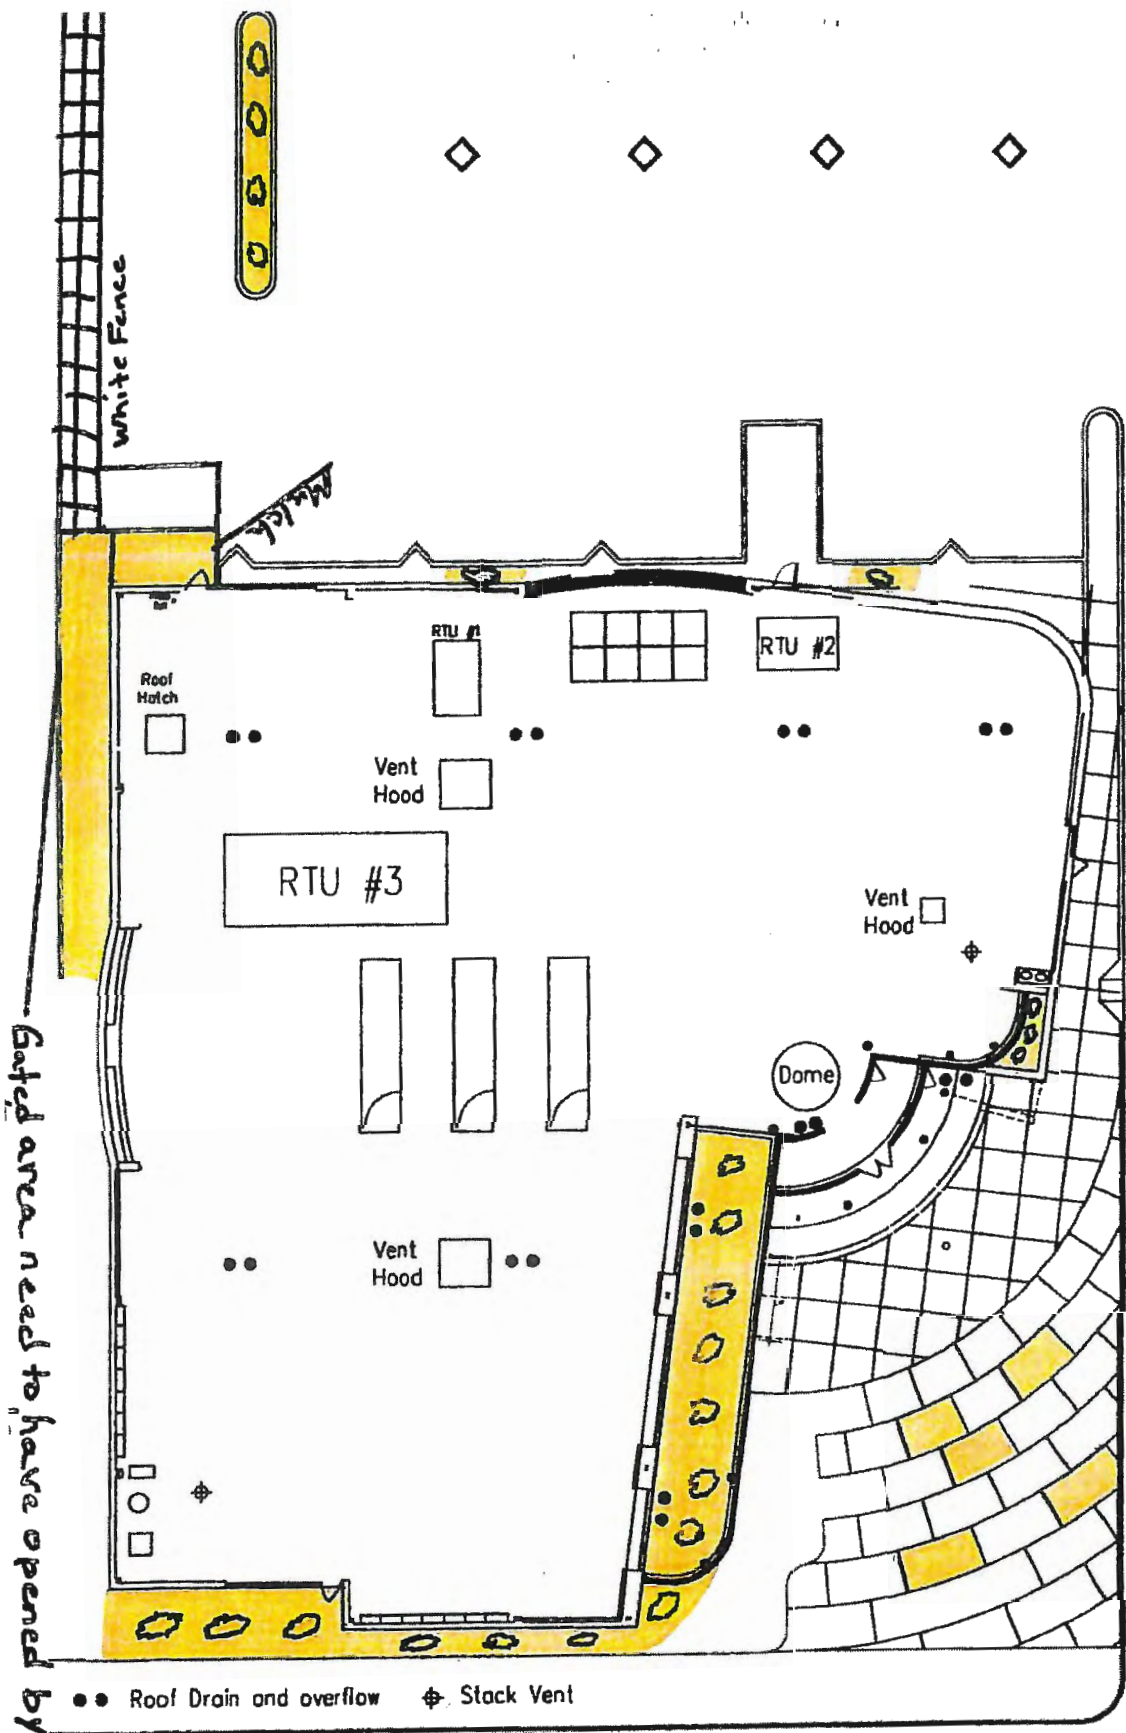 White Fence
Mulch
RTU #1
RTU #2
Roof
Hatch
Vent
Hood
RTU #3
Vent
Hood
Dome
Vent
Hood
Gated area need to have opened by
Roof Drain and overflow
Stack Vent